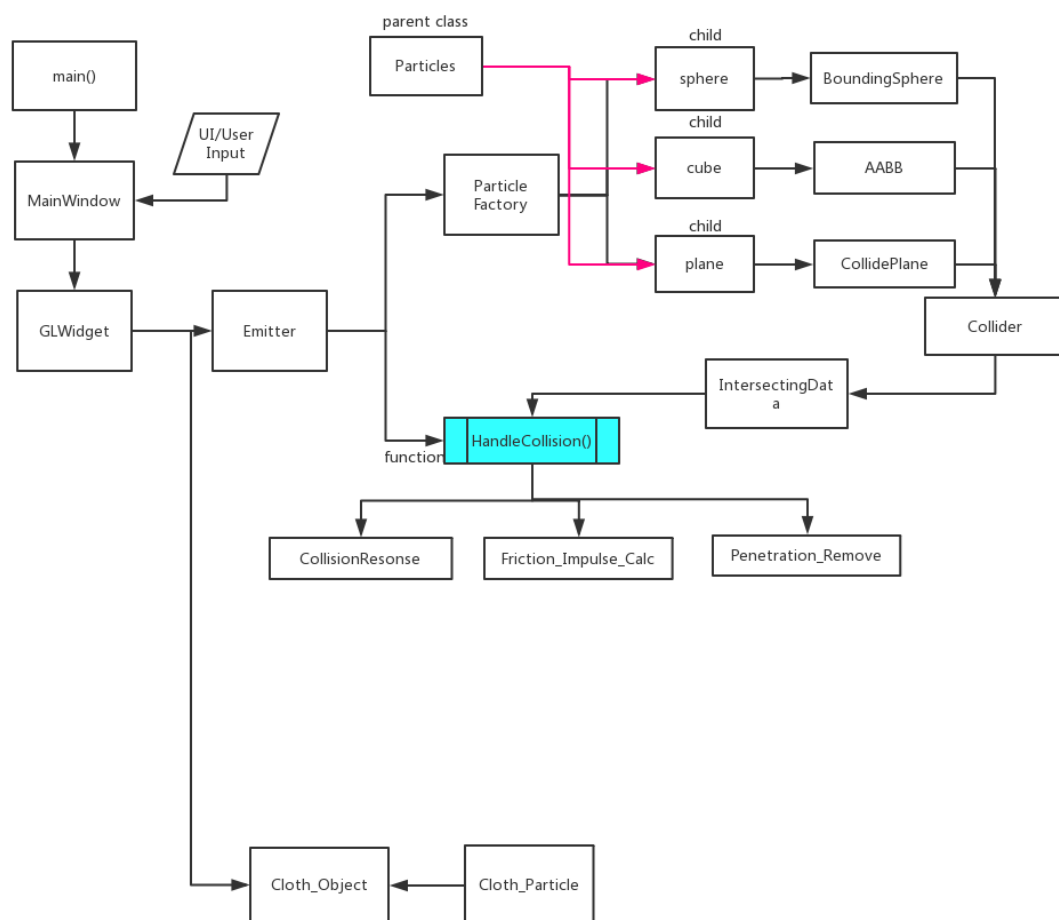 parent class
main()
Particles
child
sphere
BoundingSphere
UI/User
Input
child
MainWindow
Particle
Factory
cube
AABB
child
plane
CollidePlane
GLWidget
Emitter
Collider
IntersectingDat
a
HandleCollision()
function
CollisionResonse
Friction_Impulse_Calc
Penetration_Remove
Cloth_Object
Cloth_Particle